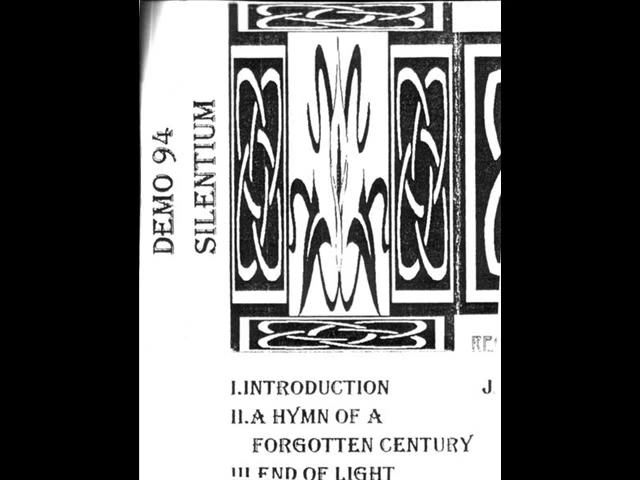 DEMO 94
SILENTIUM
I.INTRODUCTION
J
II.A HYMN OF A
FORGOTTEN CENTURY
III.END OF LIGHT